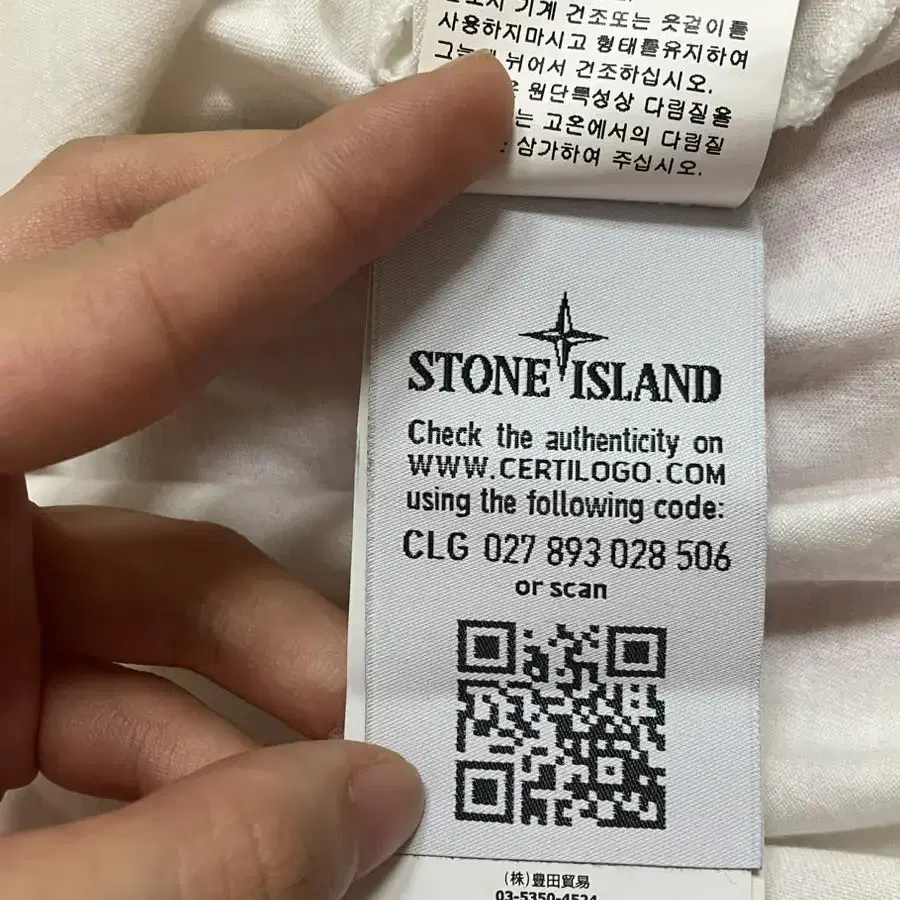 기계 건조또는 옷걸이를
사용하지마시고 형태를유지하여
뉘어서 건조하십시오.
원단특성상 다림질을
는 고온에서의 다림질
삼가하여 주십시오.
STONE ISLAND
Check the authenticity on
WWW.CERTILOGO.COM
using the following code:
CLG 027 893 028 506
or scan
(株)豊田貿易
03-5350-4524